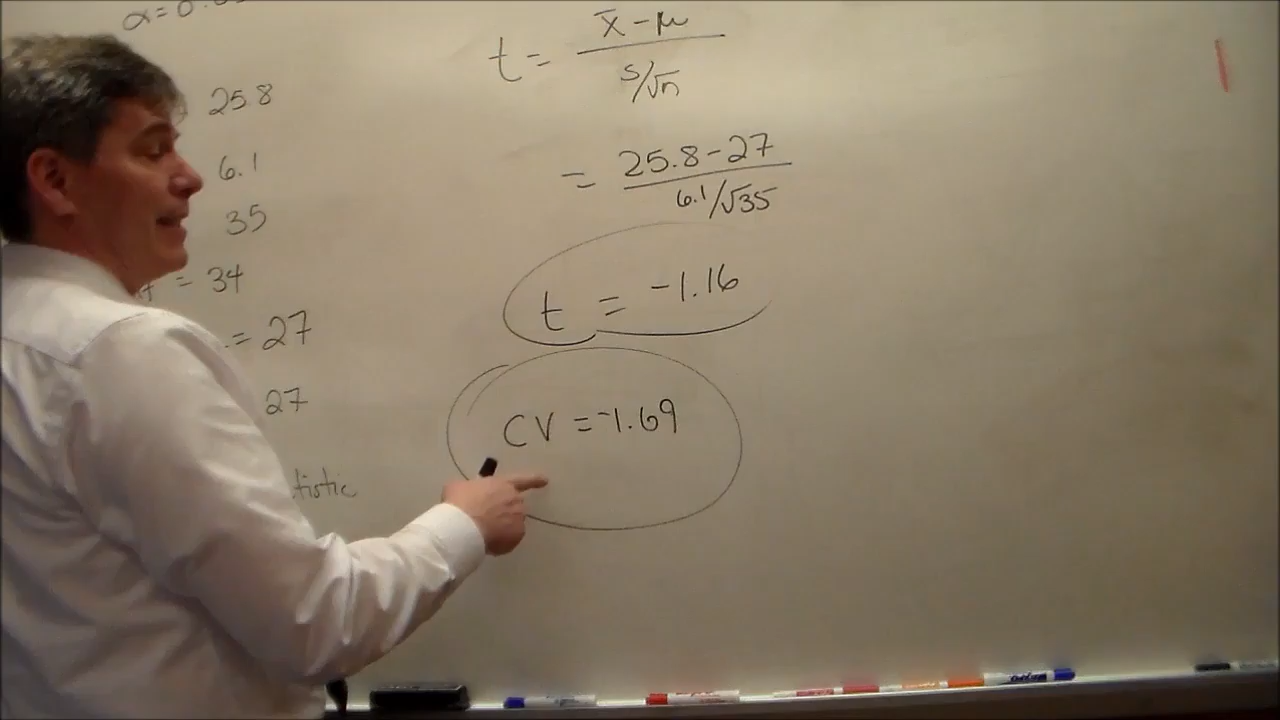 α = 0.0
25.8
6.1
35
= 34
= 27
27
tistic
t = x̄ - μ / s/√n
= 25.8 - 27 / 6.1/√35
t = -1.16
CV = -1.69